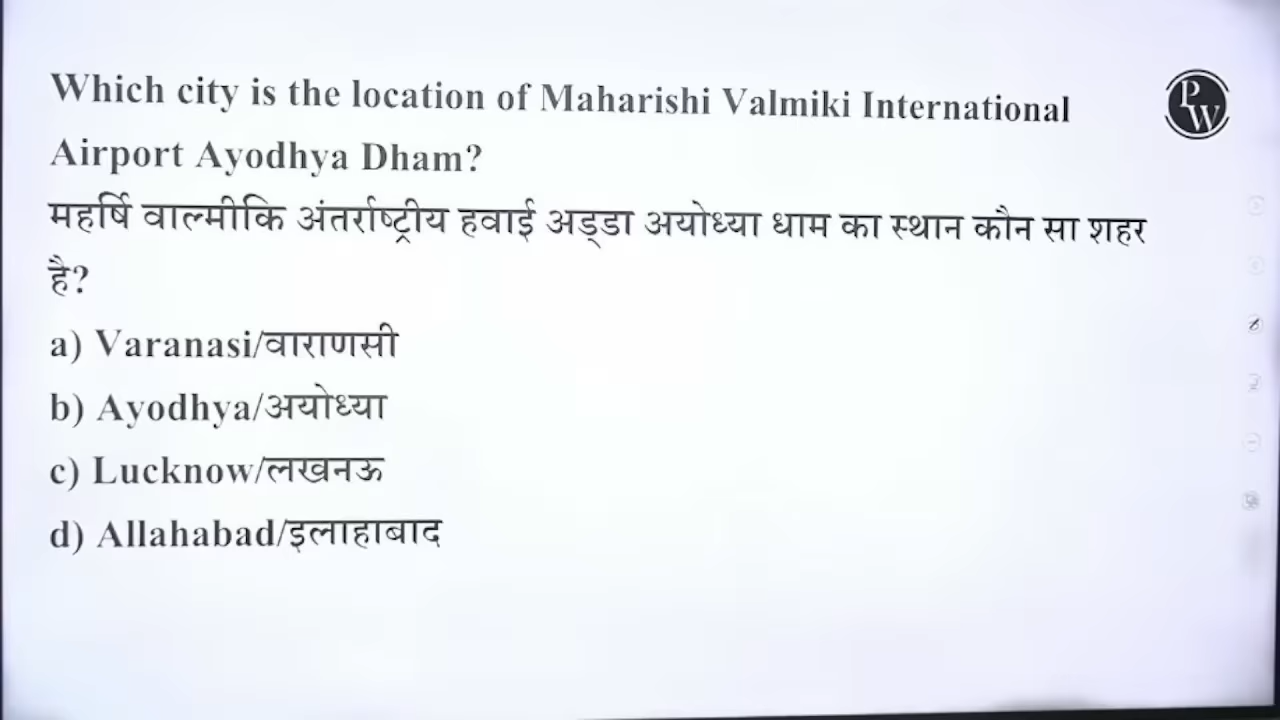 Which city is the location of Maharishi Valmiki International
Airport Ayodhya Dham?
महर्षि वाल्मीकि अंतर्राष्ट्रीय हवाई अड्डा अयोध्या धाम का स्थान कौन सा शहर
है?
a) Varanasi/वाराणसी
b) Ayodhya/अयोध्या
c) Lucknow/लखनऊ
d) Allahabad/इलाहाबाद
PW